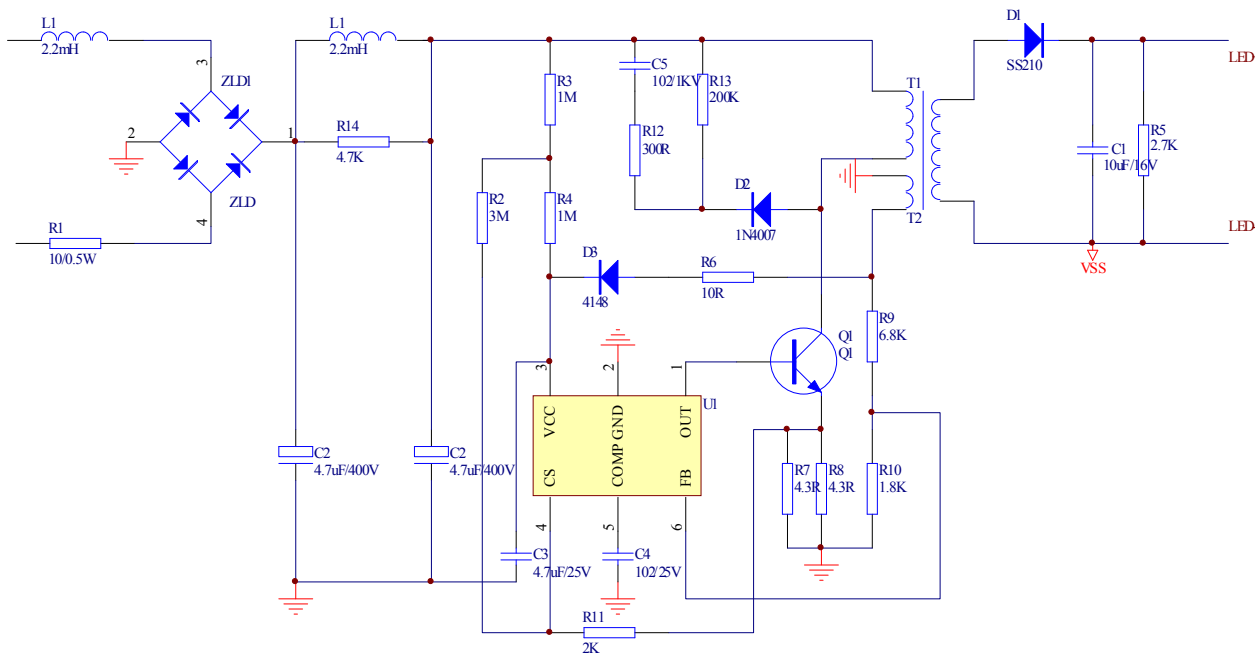 L1
2.2mH
3
ZLD1
2
1
ZLD
4
R1
10/0.5W
L1
2.2mH
R14
4.7K
C2
4.7uF/400V
C2
4.7uF/400V
R3
1M
R2
3M
R4
1M
C5
102/1KV
R13
200K
R12
300R
D2
1N4007
D3
4148
R6
10R
T1
T2
D1
SS210
C1
10uF/16V
R5
2.7K
LED
LED
VSS
R9
6.8K
Q1
Q1
3
2
1
U1
VCC
GND
OUT
CS
COMP
FB
4
5
6
R7
4.3R
R8
4.3R
R10
1.8K
C3
4.7uF/25V
C4
102/25V
R11
2K